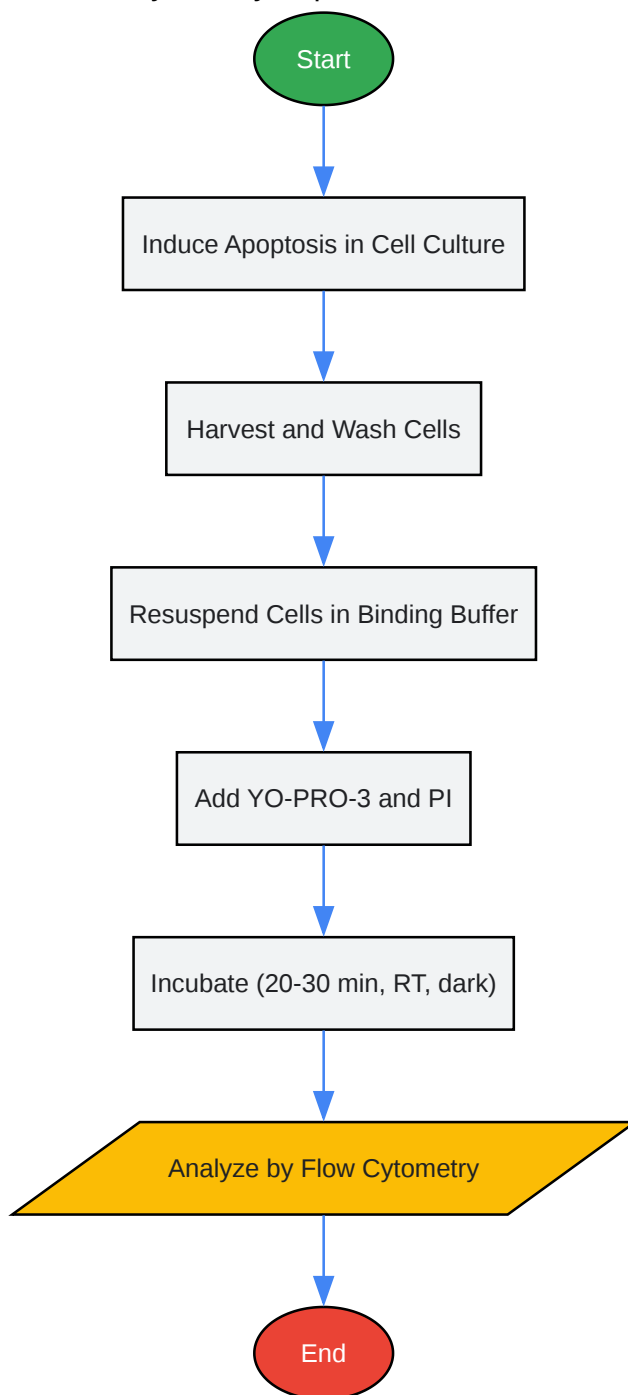 Start
Induce Apoptosis in Cell Culture
Harvest and Wash Cells
Resuspend Cells in Binding Buffer
Add YO-PRO-3 and PI
Incubate (20-30 min, RT, dark)
Analyze by Flow Cytometry
End